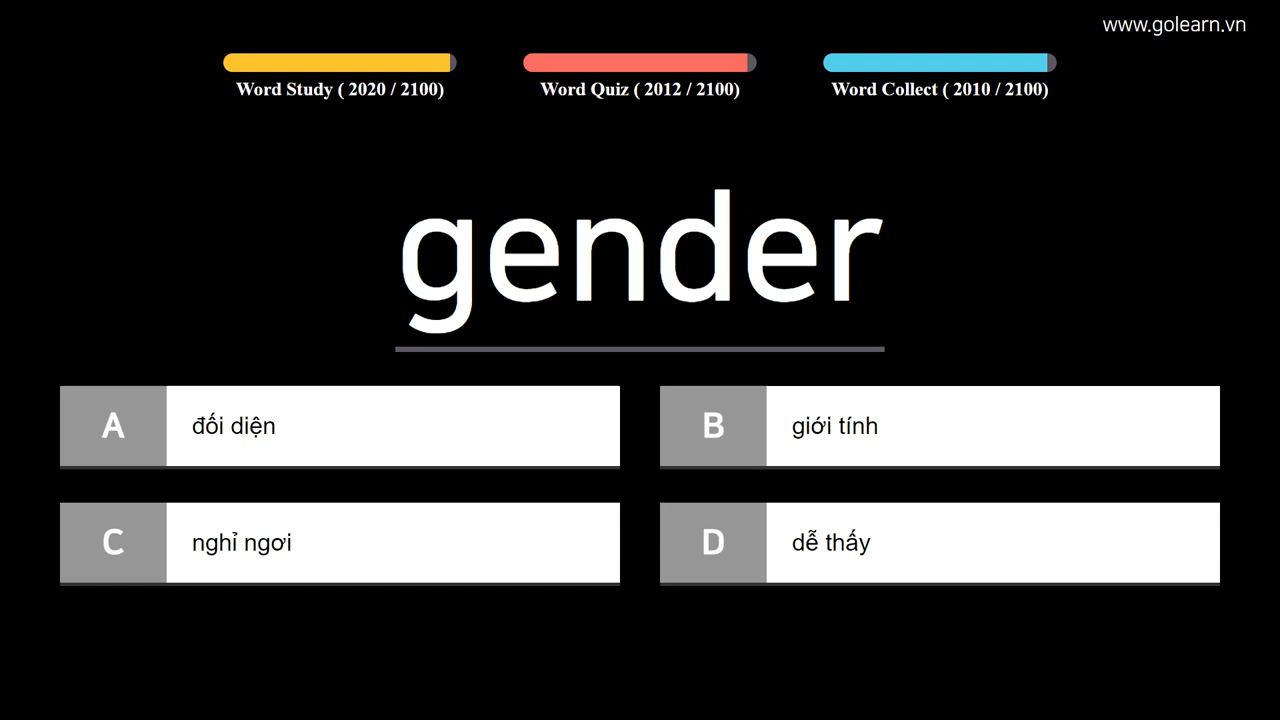 www.golearn.vn
Word Study ( 2020 / 2100)
Word Quiz ( 2012 / 2100)
Word Collect ( 2010 / 2100)
gender
A đối diện
B giới tính
C nghỉ ngơi
D dễ thấy